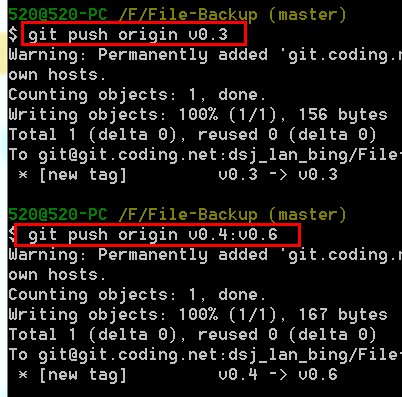 520@520-PC /F/File-Backup (master)
$ git push origin v0.3
Warning: Permanently added 'git.coding.
own hosts.
Counting objects: 1, done.
Writing objects: 100% (1/1), 156 bytes
Total 1 (delta 0), reused 0 (delta 0)
To git@git.coding.net:dsj_lan_bing/File-
* [new tag] v0.3 -> v0.3
520@520-PC /F/File-Backup (master)
$ git push origin v0.4:v0.6
Warning: Permanently added 'git.coding.
own hosts.
Counting objects: 1, done.
Writing objects: 100% (1/1), 167 bytes
Total 1 (delta 0), reused 0 (delta 0)
To git@git.coding.net:dsj_lan_bing/File-
* [new tag] v0.4 -> v0.6